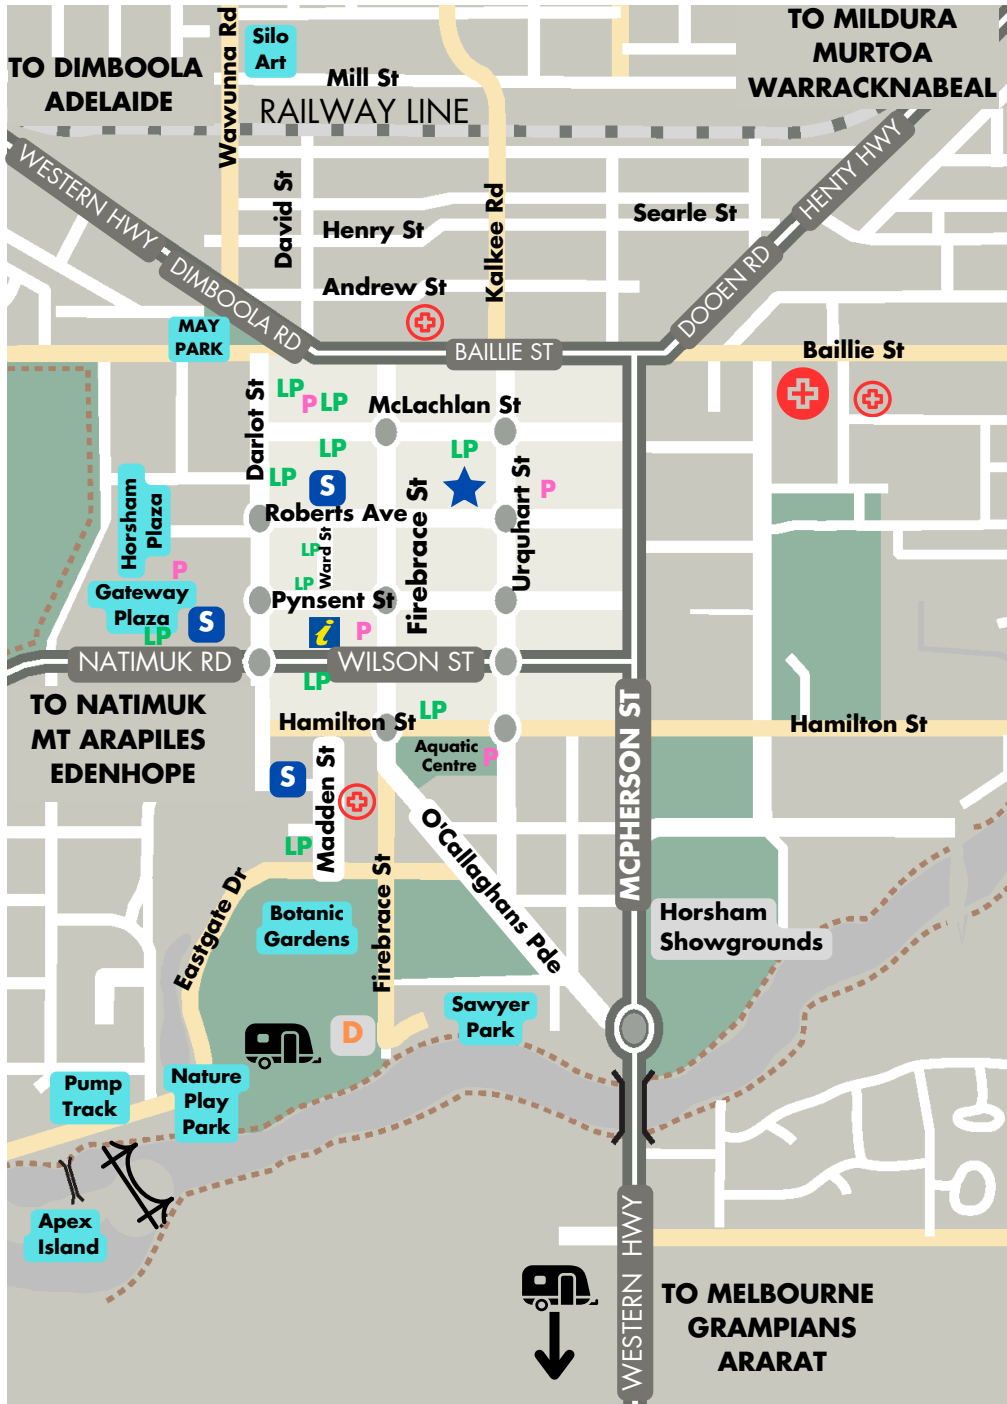 TO MILDURA
MURTOA
WARRACKNABEAL
Wawunna Rd
Silo
Art
TO DIMBOOLA
ADELAIDE
Mill St
RAILWAY LINE
WESTERN HWY
DIMBOOLA RD
David St
Henry St
Andrew St
Kalkee Rd
Searle St
HENTY HWY
DOOEN RD
MAY
PARK
BAILLIE ST
Baillie St
Darlot St
LP
P
LP
McLachlan St
LP
LP
LP
S
P
Horsham
Plaza
Roberts Ave
Firebrace St
Urquhart St
Ward St
LP
LP
P
Gateway
Plaza
LP
S
Pynsent St
i
P
NATIMUK RD
WILSON ST
LP
TO NATIMUK
MT ARAPILES
EDENHOPE
LP
Hamilton St
Hamilton St
MCPHERSON ST
Aquatic
Centre
P
S
Madden St
LP
O'Callaghans Pde
Firebrace St
Eastgate Dr
Botanic
Gardens
Horsham
Showgrounds
D
Sawyer
Park
Pump
Track
Nature
Play
Park
Apex
Island
WESTERN HWY
TO MELBOURNE
GRAMPIANS
ARARAT